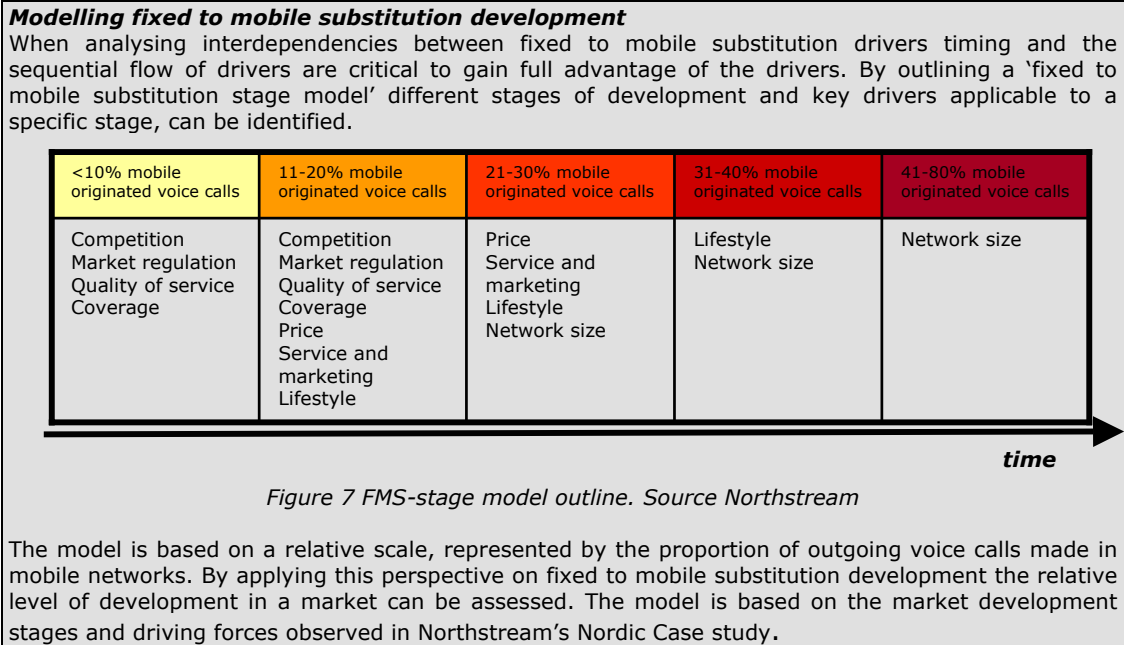 Modelling fixed to mobile substitution development
When analysing interdependencies between fixed to mobile substitution drivers timing and the
sequential flow of drivers are critical to gain full advantage of the drivers. By outlining a ‘fixed to
mobile substitution stage model’ different stages of development and key drivers applicable to a
specific stage, can be identified.
<10% mobile
originated voice calls
Competition
Market regulation
Quality of service
Coverage
11-20% mobile
originated voice calls
Competition
Market regulation
Quality of service
Coverage
Price
Service and
marketing
Lifestyle
21-30% mobile
originated voice calls
Price
Service and
marketing
Lifestyle
Network size
31-40% mobile
originated voice calls
Lifestyle
Network size
41-80% mobile
originated voice calls
Network size
time
Figure 7 FMS-stage model outline. Source Northstream
The model is based on a relative scale, represented by the proportion of outgoing voice calls made in
mobile networks. By applying this perspective on fixed to mobile substitution development the relative
level of development in a market can be assessed. The model is based on the market development
stages and driving forces observed in Northstream’s Nordic Case study.